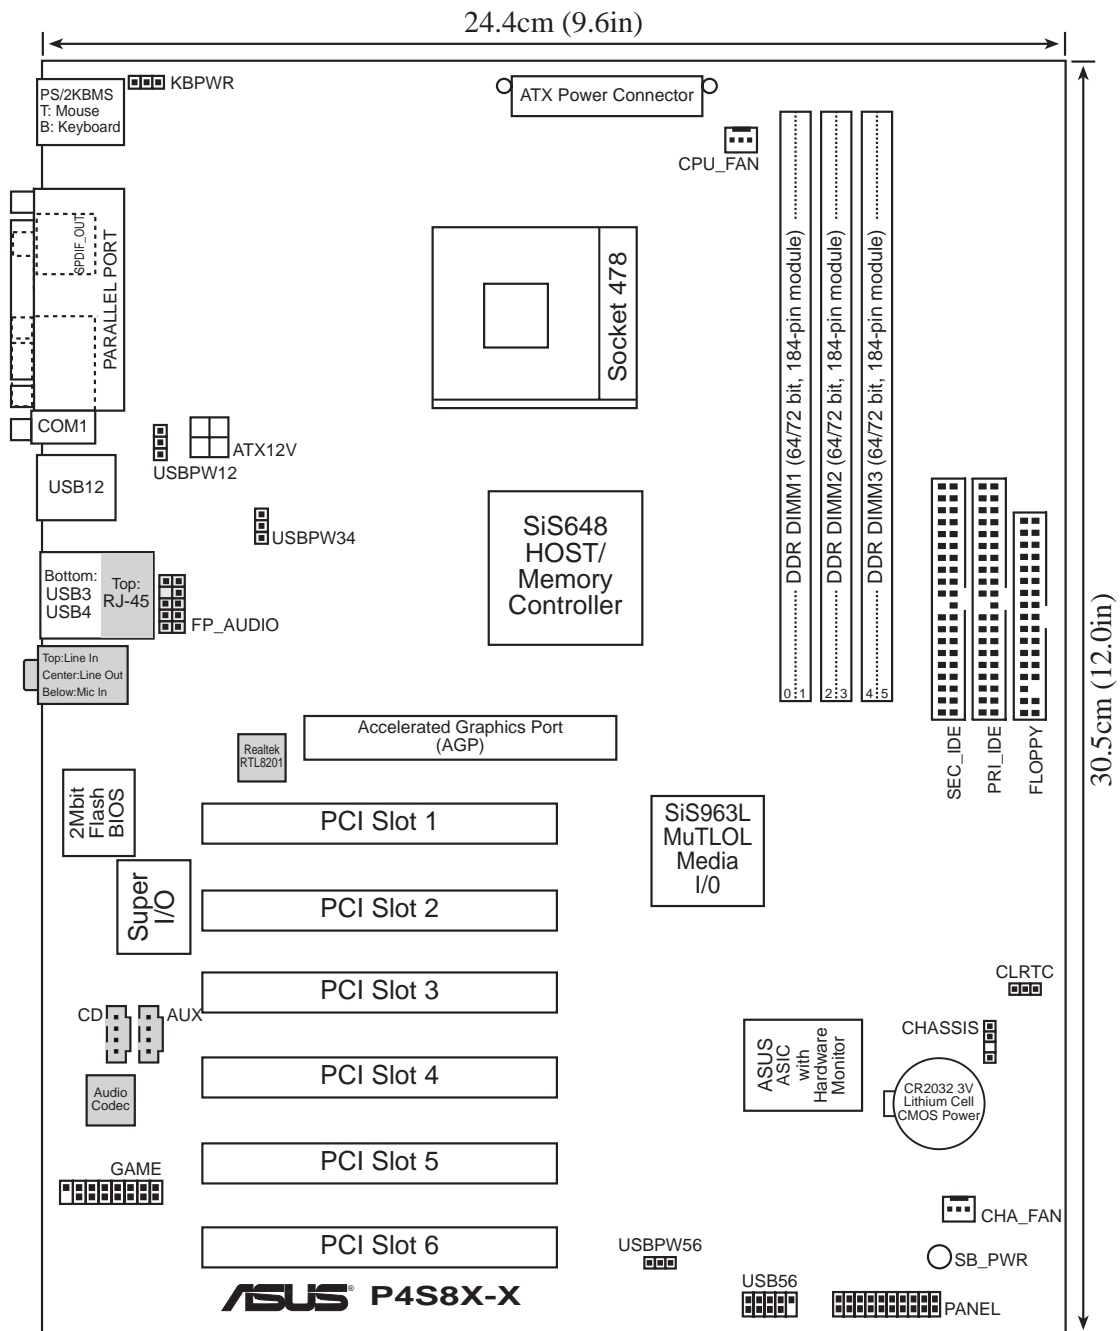 24.4cm (9.6in)
PS/2KBMS
T: Mouse
B: Keyboard
KBPWR
ATX Power Connector
CPU_FAN
SPDIF_OUT
PARALLEL PORT
Socket 478
DDR DIMM1 (64/72 bit, 184-pin module)
DDR DIMM2 (64/72 bit, 184-pin module)
DDR DIMM3 (64/72 bit, 184-pin module)
COM1
ATX12V
USBPW12
USB12
USBPW34
SiS648
HOST/
Memory
Controller
Bottom:
USB3
USB4
Top:
RJ-45
FP_AUDIO
30.5cm (12.0in)
Top:Line In
Center:Line Out
Below:Mic In
0 1
2 3
4 5
SEC_IDE
PRI_IDE
FLOPPY
Accelerated Graphics Port
(AGP)
Realtek
RTL8201
2Mbit
Flash
BIOS
PCI Slot 1
SiS963L
MuTLOL
Media
I/0
Super
I/O
PCI Slot 2
PCI Slot 3
CLRTC
CD
AUX
CHASSIS
ASUS
ASIC
with
Hardware
Monitor
PCI Slot 4
CR2032 3V
Lithium Cell
CMOS Power
Audio
Codec
GAME
PCI Slot 5
CHA_FAN
PCI Slot 6
USBPW56
SB_PWR
ASUS® P4S8X-X
USB56
PANEL